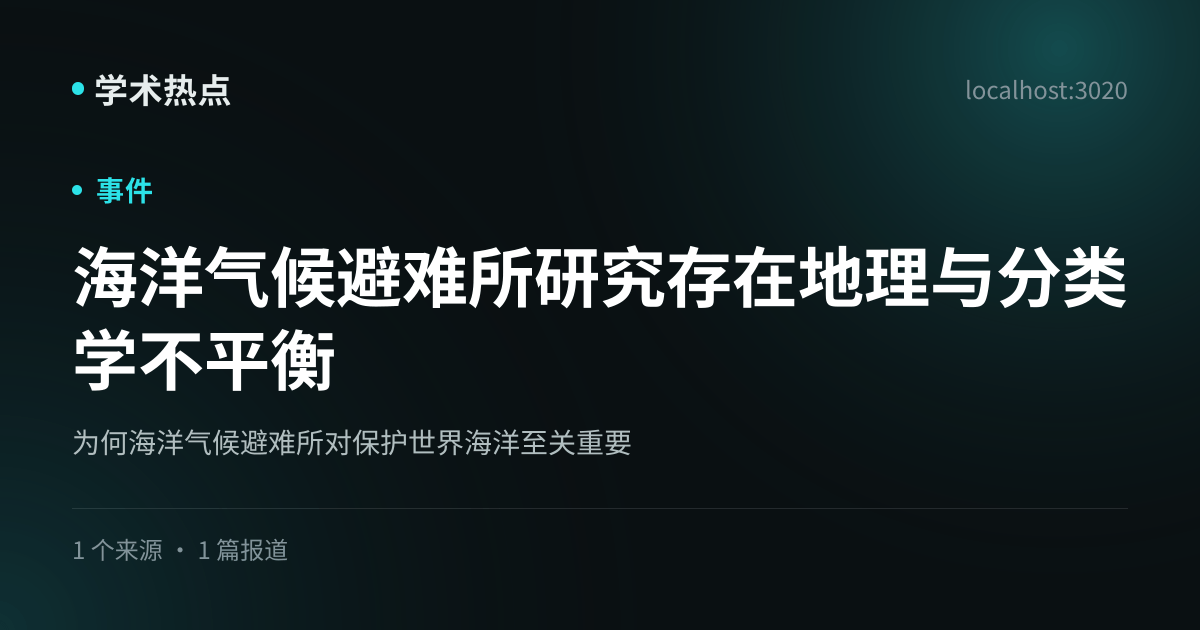 学术热点
localhost:3020
事件
海洋气候避难所研究存在地理与分类
学不平衡
为何海洋气候避难所对保护世界海洋至关重要
1 个来源 · 1 篇报道